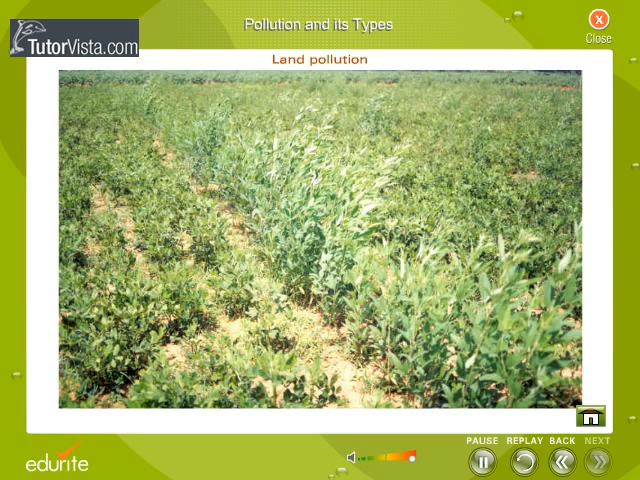 Pollution and its Types
Close
TutorVista.com
Land pollution
PAUSE REPLAY BACK NEXT
edurite